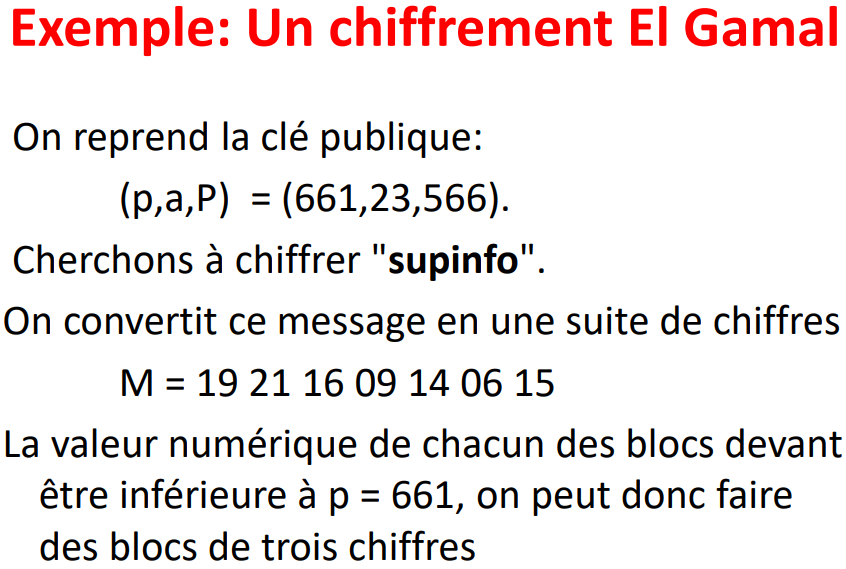 Exemple: Un chiffrement El Gamal
On reprend la clé publique:
(p,a,P) = (661,23,566).
Cherchons à chiffrer "supinfo".
On convertit ce message en une suite de chiffres
M = 19 21 16 09 14 06 15
La valeur numérique de chacun des blocs devant
être inférieure à p = 661, on peut donc faire
des blocs de trois chiffres